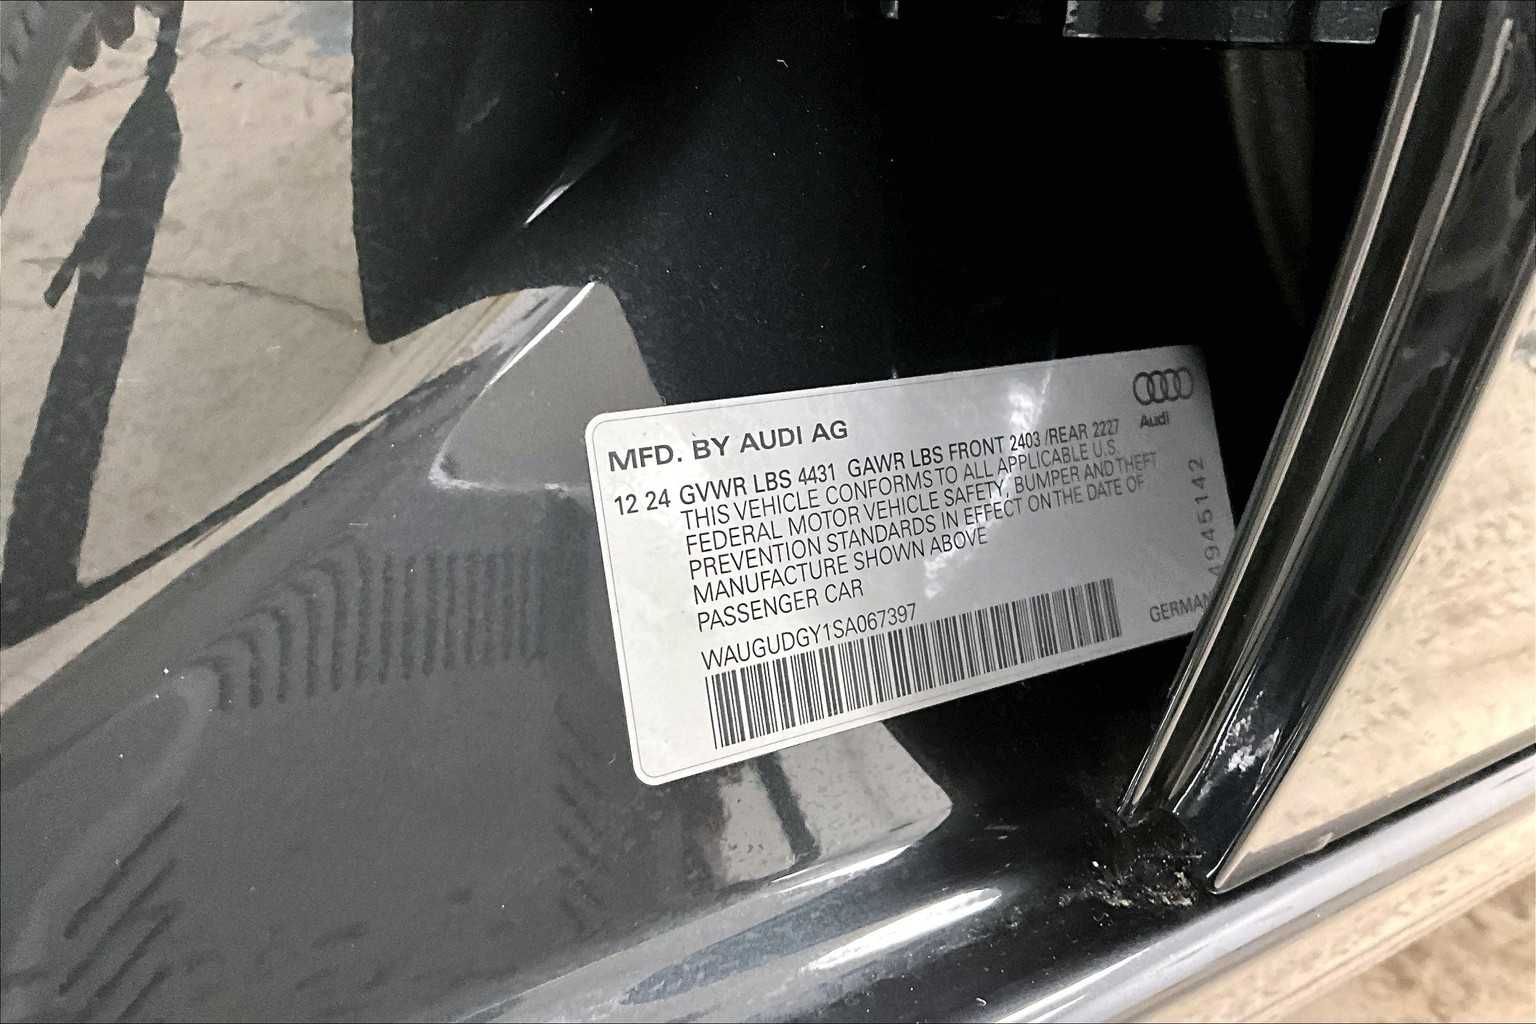 MFD. BY AUDI AG
Audi
12 24 GVWR LBS 4431 GAWR LBS FRONT 2403 /REAR 2227
THIS VEHICLE CONFORMS TO ALL APPLICABLE U.S.
FEDERAL MOTOR VEHICLE SAFETY, BUMPER AND THEFT
PREVENTION STANDARDS IN EFFECT ON THE DATE OF
MANUFACTURE SHOWN ABOVE
PASSENGER CAR
WAUGUDGY1SA067397
GERMAN
4945142